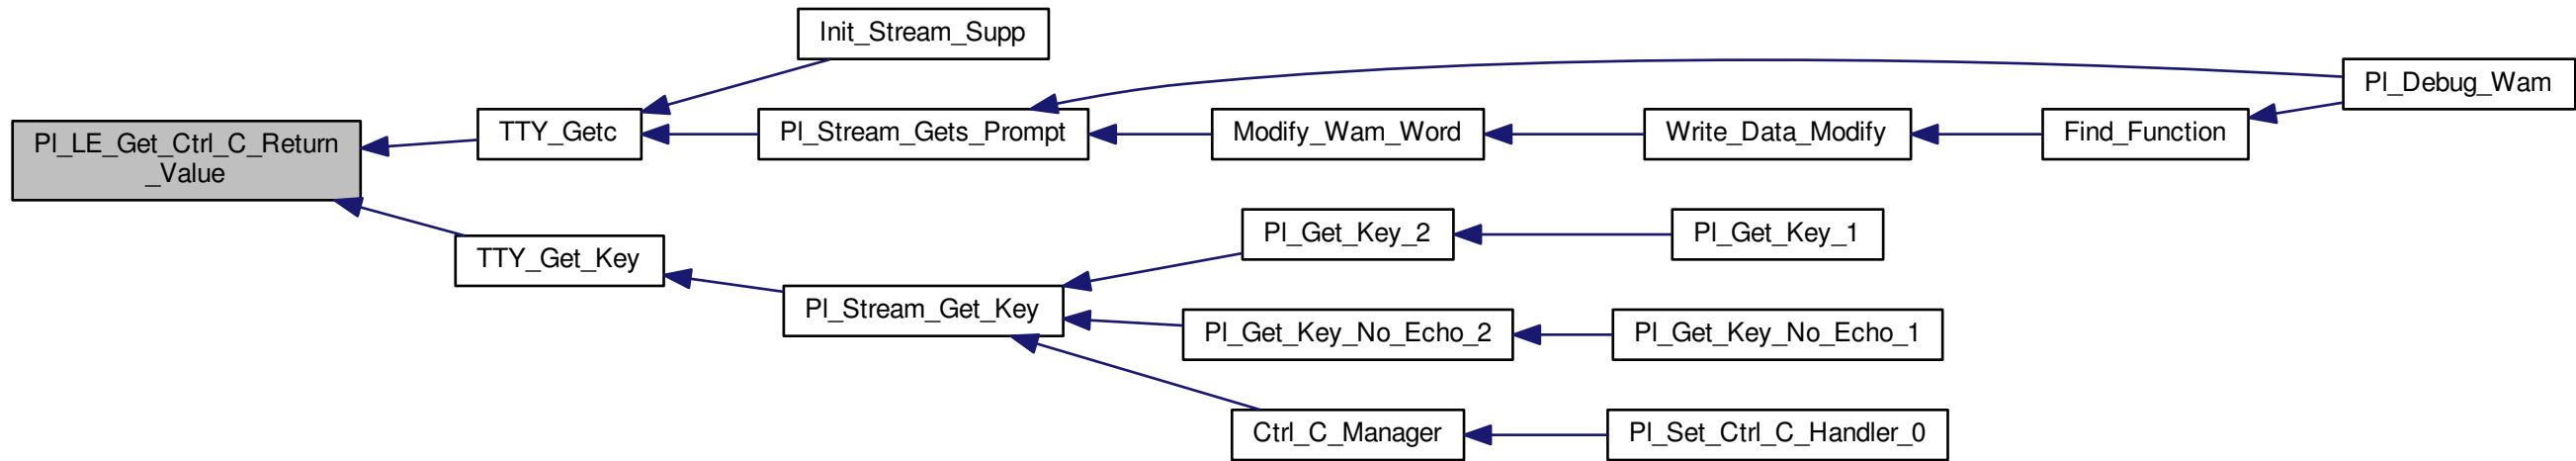 Init_Stream_Supp
Pl_Debug_Wam
Pl_LE_Get_Ctrl_C_Return
_Value
TTY_Getc
Pl_Stream_Gets_Prompt
Modify_Wam_Word
Write_Data_Modify
Find_Function
TTY_Get_Key
Pl_Get_Key_2
Pl_Get_Key_1
Pl_Stream_Get_Key
Pl_Get_Key_No_Echo_2
Pl_Get_Key_No_Echo_1
Ctrl_C_Manager
Pl_Set_Ctrl_C_Handler_0